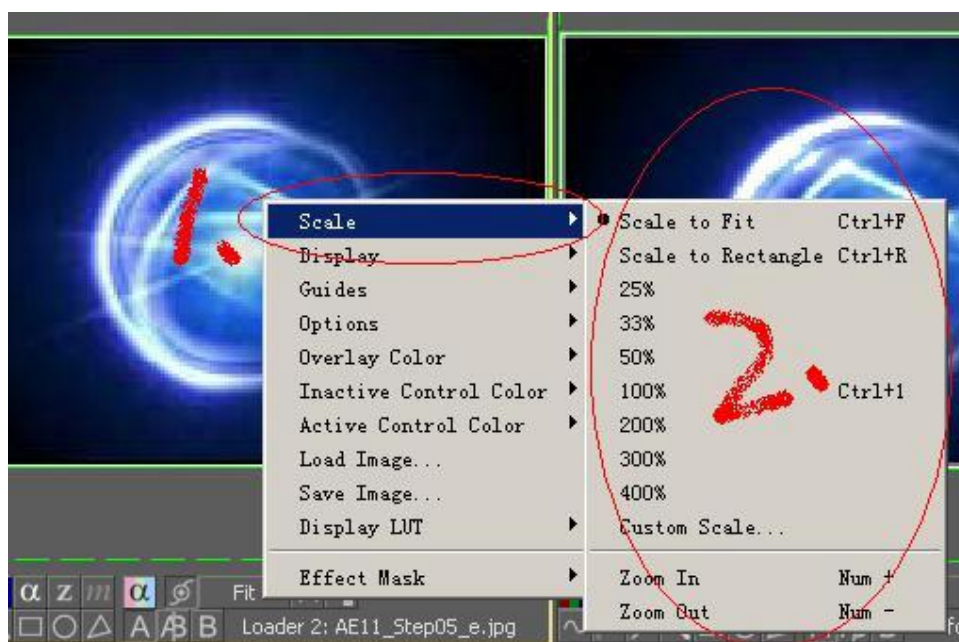 1.
Scale
Display
Guides
Options
Overlay Color
Inactive Control Color
Active Control Color
Load Image...
Save Image...
Display LUT
Effect Mask
2.
Scale to Fit Ctrl+F
Scale to Rectangle Ctrl+R
25%
33%
50%
100% Ctrl+1
200%
300%
400%
Custom Scale...
Zoom In Num +
Zoom Out Num -
α z m α Fit
A AB B Loader 2: AE11_Step05_e.jpg